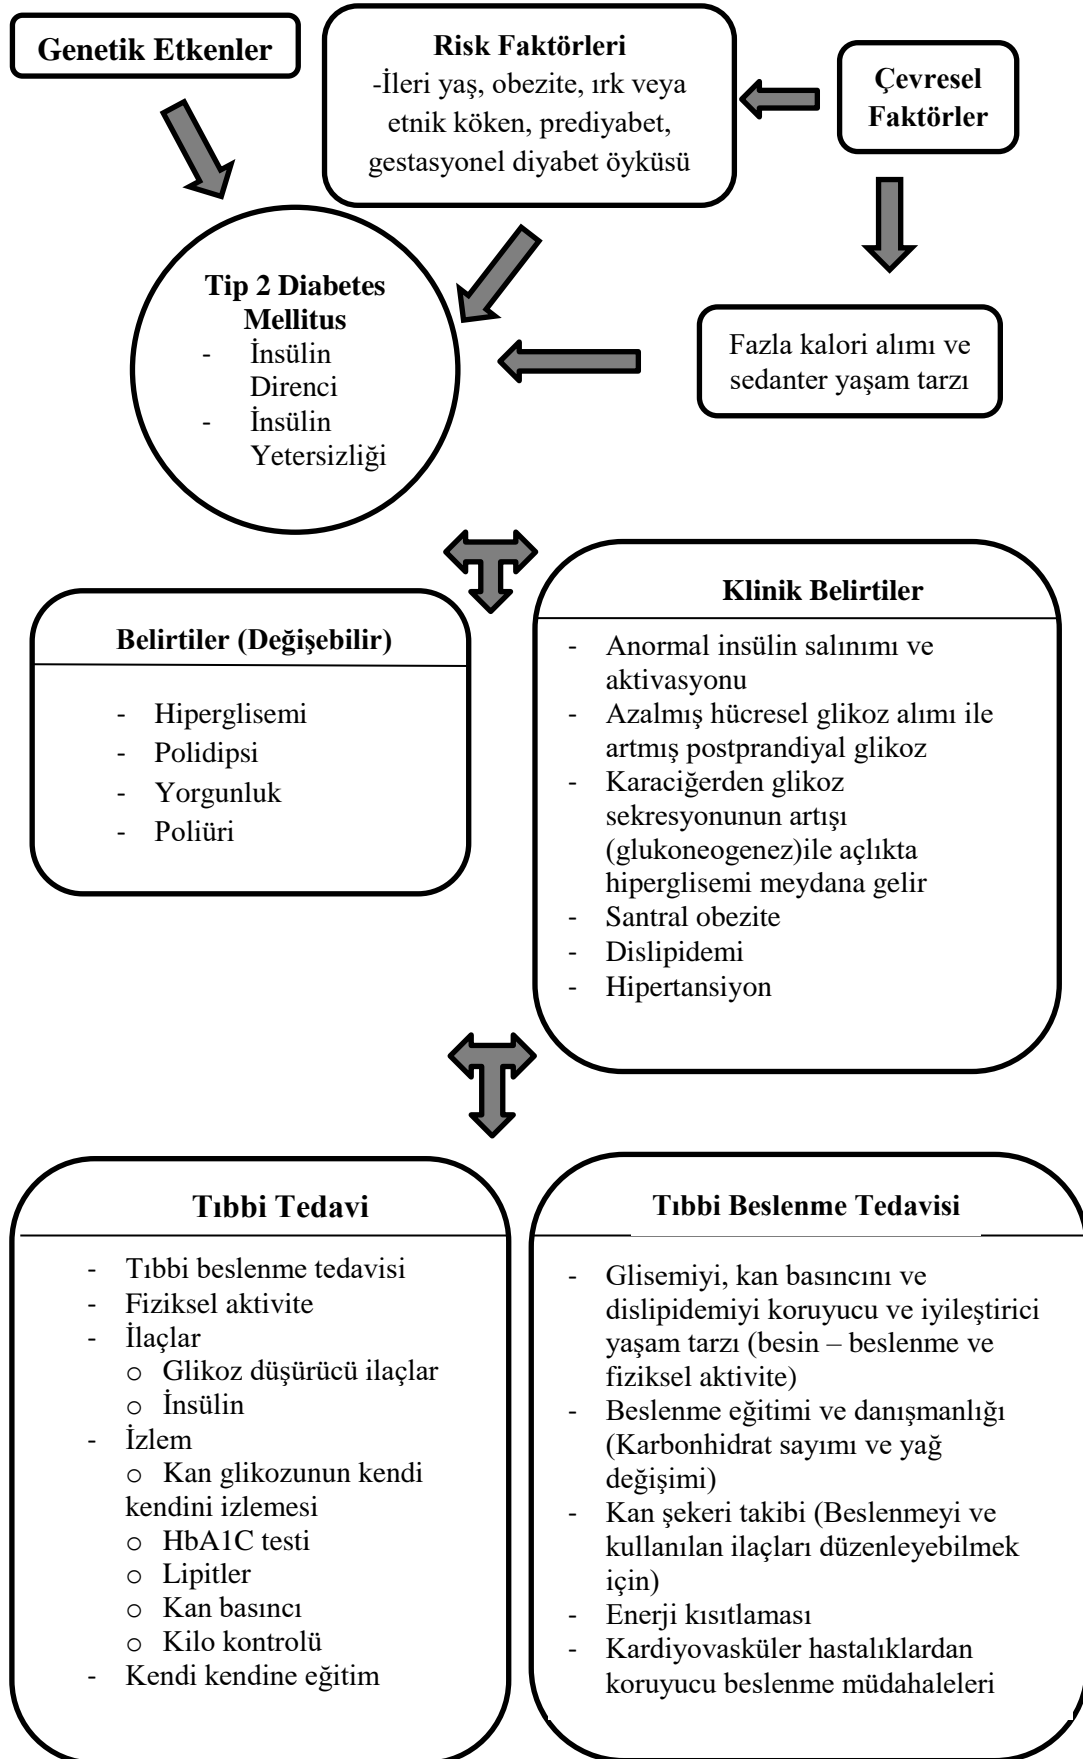 Genetik Etkenler
Risk Faktörleri
-İleri yaş, obezite, ırk veya
etnik köken, prediyabet,
gestasyonel diyabet öyküsü
Çevresel
Faktörler
Tip 2 Diabetes
Mellitus
- İnsülin
Direnci
- İnsülin
Yetersizliği
Fazla kalori alımı ve
sedanter yaşam tarzı
Belirtiler (Değişebilir)
- Hiperglisemi
- Polidipsi
- Yorgunluk
- Poliüri
Klinik Belirtiler
- Anormal insülin salınımı ve
aktivasyonu
- Azalmış hücresel glikoz alımı ile
artmış postprandiyal glikoz
- Karaciğerden glikoz
sekresyonunun artışı
(glukoneogenez)ile açlıkta
hiperglisemi meydana gelir
- Santral obezite
- Dislipidemi
- Hipertansiyon
Tıbbi Tedavi
- Tıbbi beslenme tedavisi
- Fiziksel aktivite
- İlaçlar
o Glikoz düşürücü ilaçlar
o İnsülin
- İzlem
o Kan glikozunun kendi
kendini izlemesi
o HbA1C testi
o Lipitler
o Kan basıncı
o Kilo kontrolü
- Kendi kendine eğitim
Tıbbi Beslenme Tedavisi
- Glisemiyi, kan basıncını ve
dislipidemiyi koruyucu ve iyileştirici
yaşam tarzı (besin – beslenme ve
fiziksel aktivite)
- Beslenme eğitimi ve danışmanlığı
(Karbonhidrat sayımı ve yağ
değişimi)
- Kan şekeri takibi (Beslenmeyi ve
kullanılan ilaçları düzenleyebilmek
için)
- Enerji kısıtlaması
- Kardiyovasküler hastalıklardan
koruyucu beslenme müdahaleleri